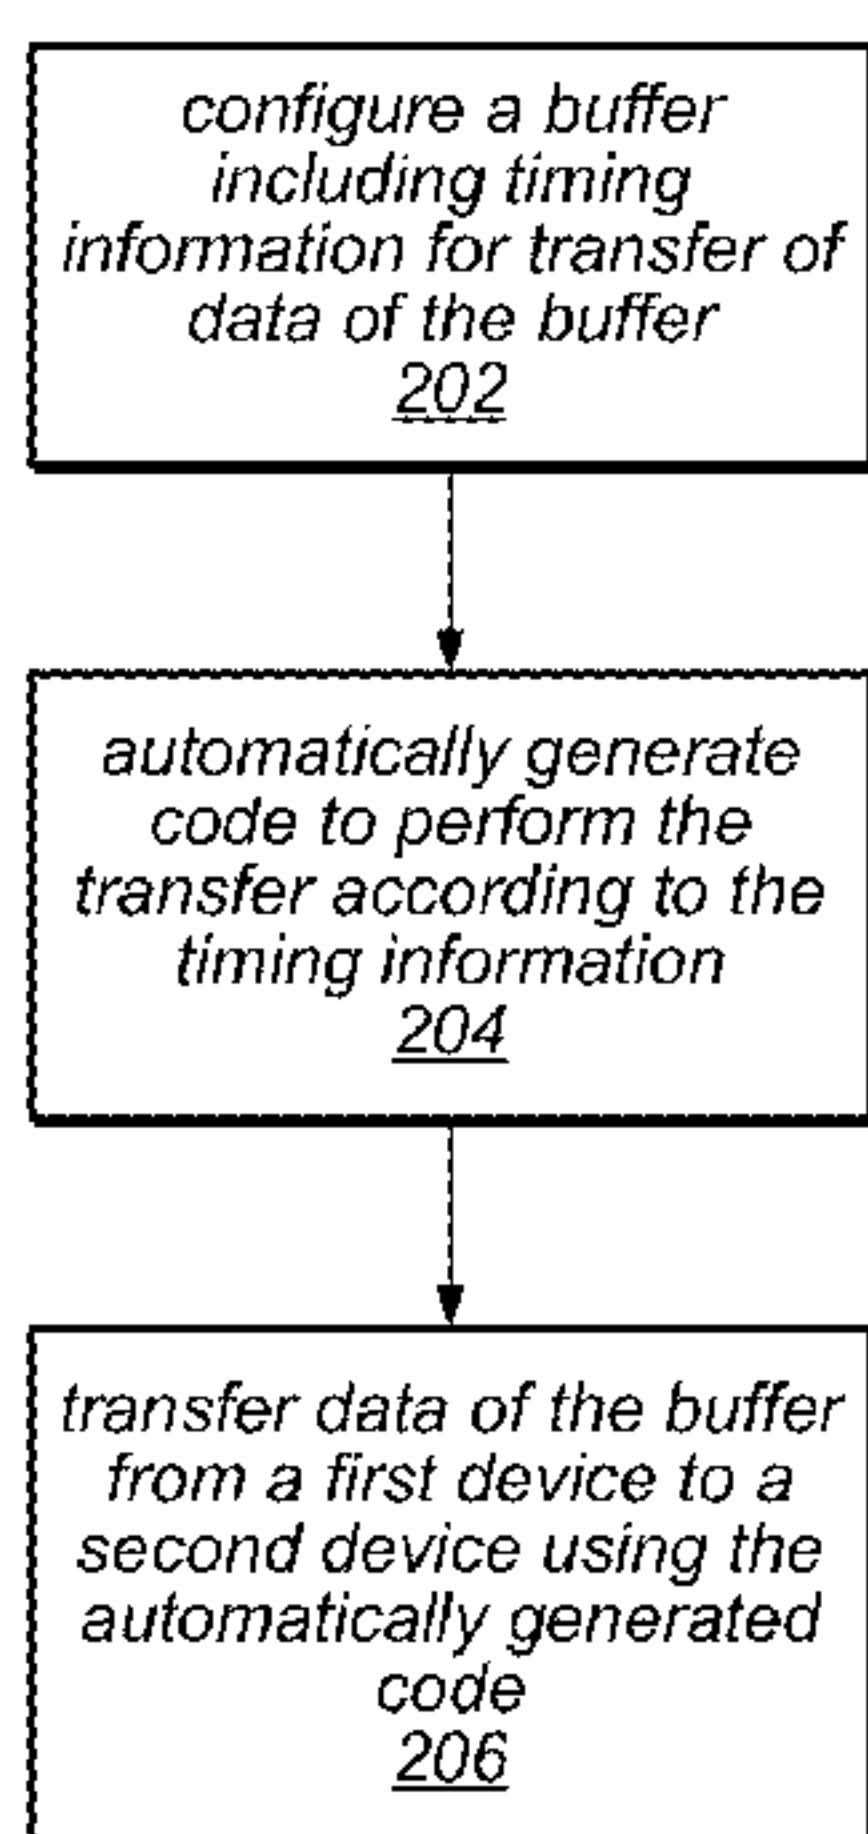 configure a buffer
including timing
information for transfer of
data of the buffer
202
automatically generate
code to perform the
transfer according to the
timing information
204
transfer data of the buffer
from a first device to a
second device using the
automatically generated
code
206